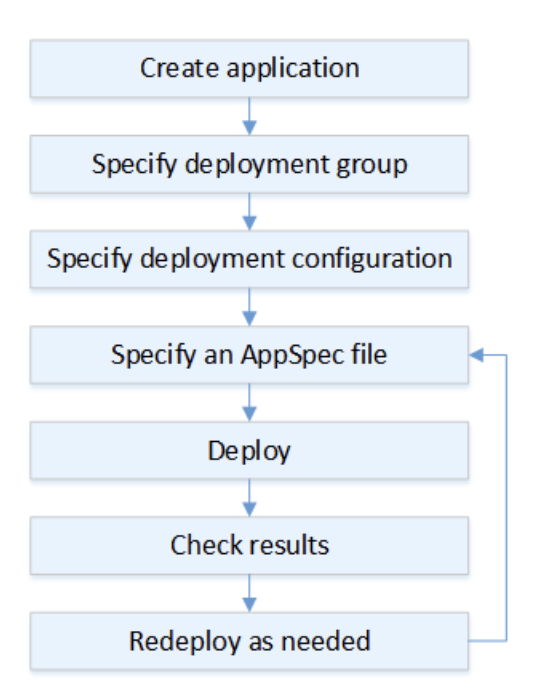 Create application
Specify deployment group
Specify deployment configuration
Specify an AppSpec file
Deploy
Check results
Redeploy as needed